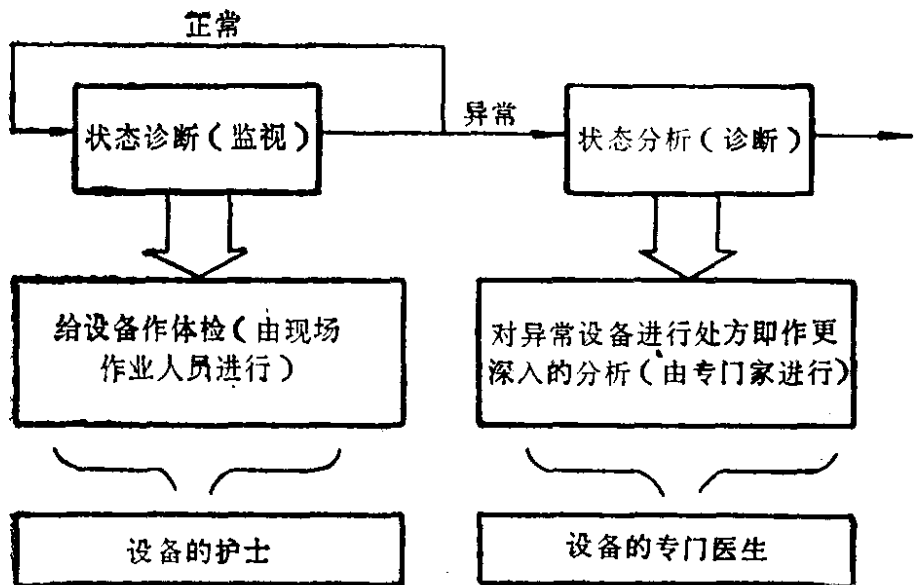 正常
状态诊断（监视）
异常
状态分析（诊断）
给设备作体检（由现场
作业人员进行）
对异常设备进行处方即作更
深入的分析（由专门家进行）
设备的护士
设备的专门医生